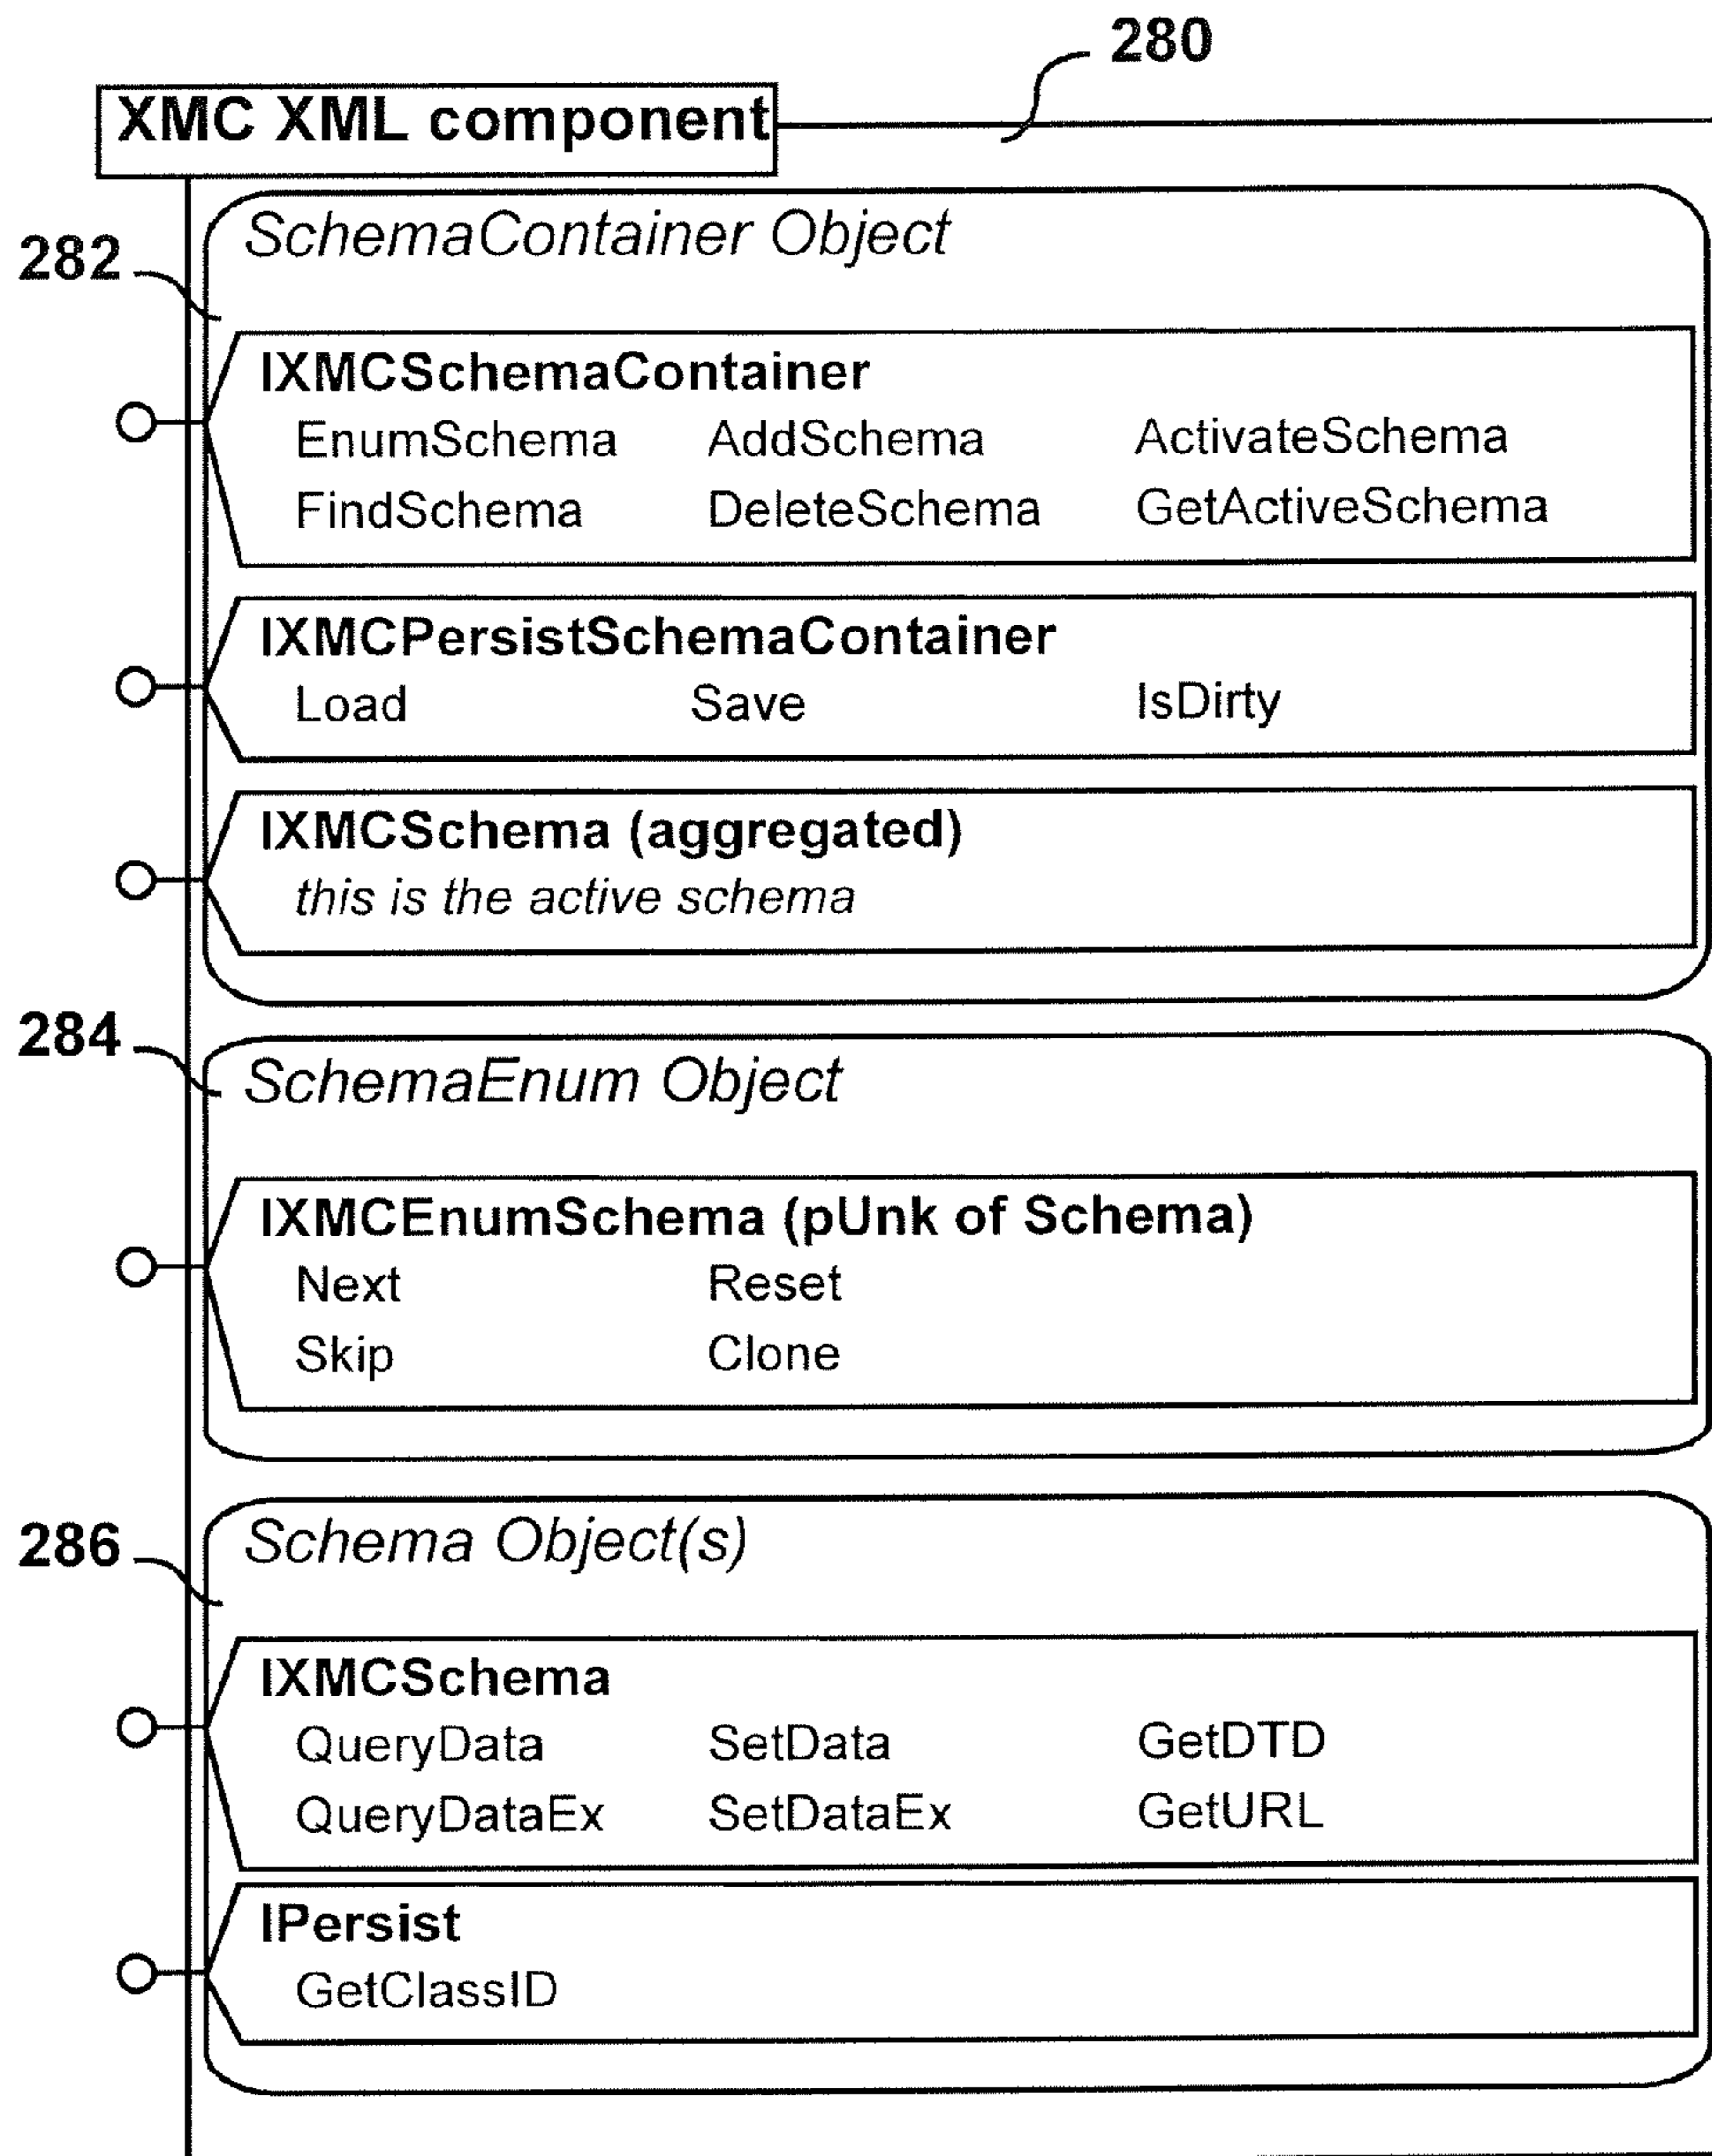 280
XMC XML component
282
SchemaContainer Object
IXMCSchemaContainer
EnumSchema AddSchema ActivateSchema
FindSchema DeleteSchema GetActiveSchema
IXMCPersistSchemaContainer
Load Save IsDirty
IXMCSchema (aggregated)
this is the active schema
284
SchemaEnum Object
IXMCEnumSchema (pUnk of Schema)
Next Reset
Skip Clone
286
Schema Object(s)
IXMCSchema
QueryData SetData GetDTD
QueryDataEx SetDataEx GetURL
IPersist
GetClassID